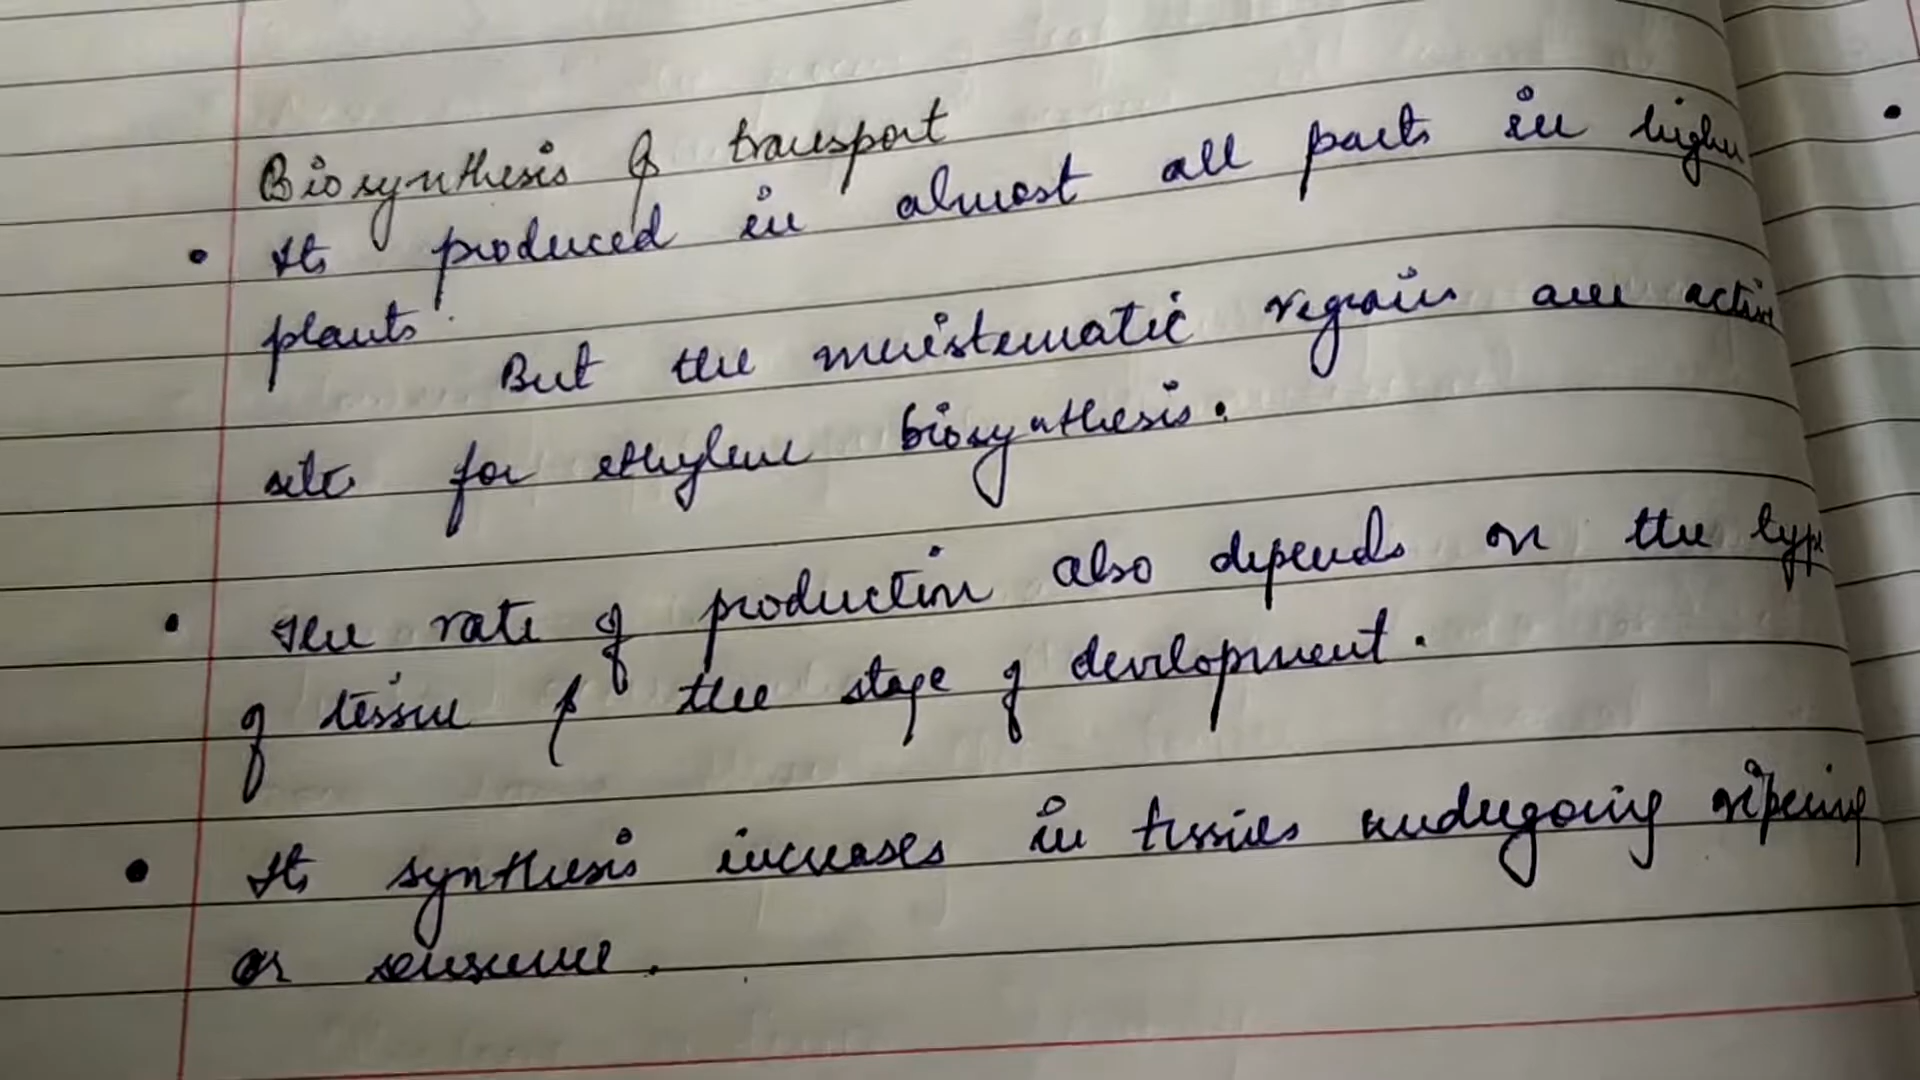 Biosynthesis & transport
• Its produced in almost all parts in higher
plants.
But the meristematic regions are active
site for ethylene biosynthesis.
• The rate of production also depends on the type
of tissue & the stage of development.
• Its synthesis increases in tissues undergoing ripening
or